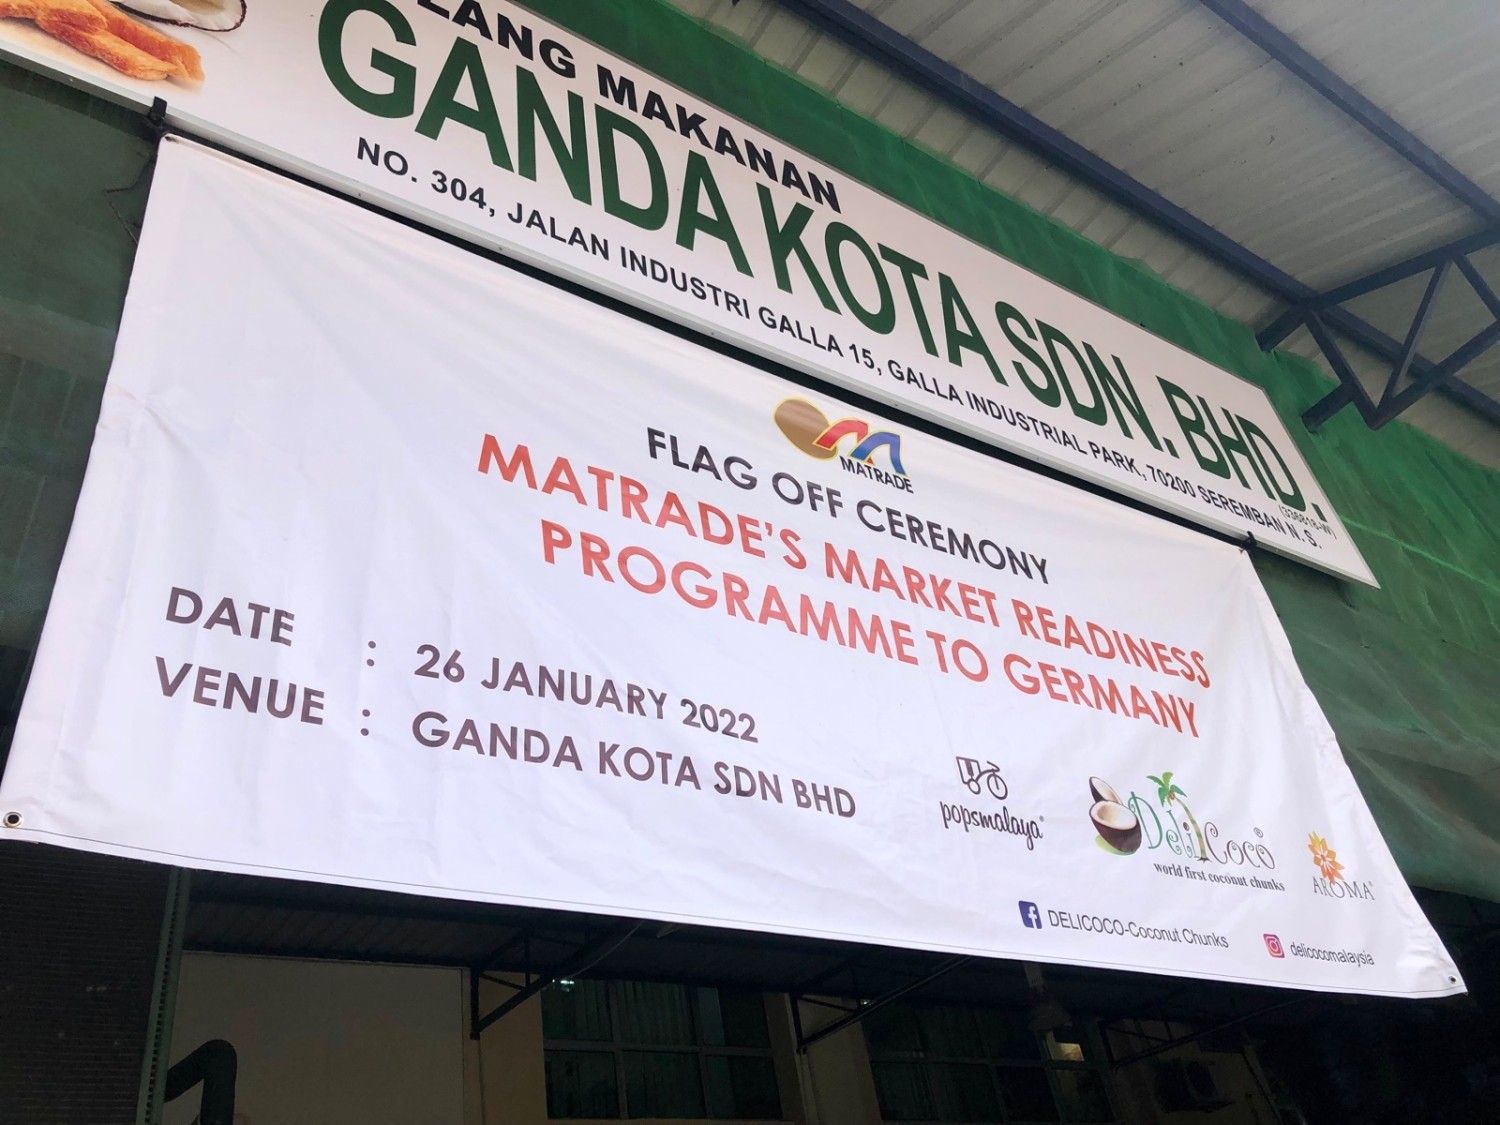 MAKANAN
GANDA KOTA SDN. BHD.
(336818-W)
NO. 304, JALAN INDUSTRI GALLA 15, GALLA INDUSTRIAL PARK, 70200 SEREMBAN N.S.
MATRADE
FLAG OFF CEREMONY
MATRADE'S MARKET READINESS
PROGRAMME TO GERMANY
DATE : 26 JANUARY 2022
VENUE : GANDA KOTA SDN BHD
popsmalaya®
DeliCoco®
world first coconut chunks
AROMA®
DELICOCO-Coconut Chunks
delicocomalaysia